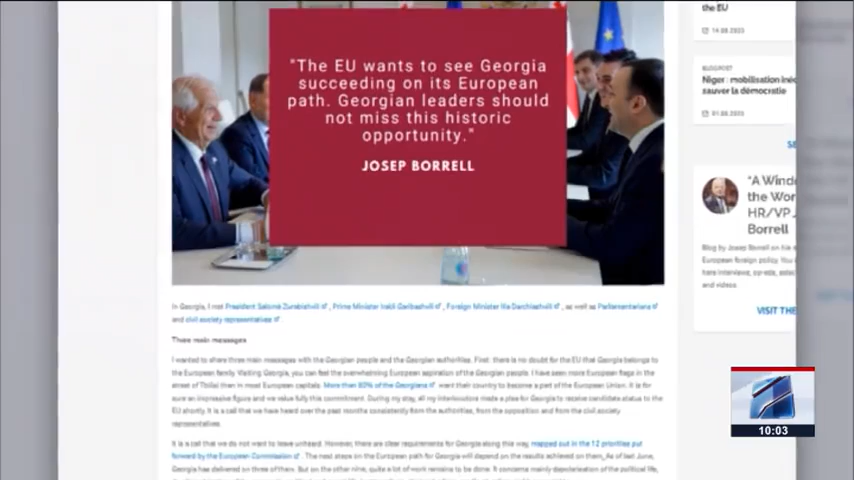 "The EU wants to see Georgia
succeeding on its European
path. Georgian leaders should
not miss this historic
opportunity."
JOSEP BORRELL
In Georgia, I met President Salome Zurabishvili, Prime Minister Irakli Garibashvili, Foreign Minister Ilia Darchiashvili, as well as Parliamentarians
and civil society representatives
Three main messages
I wanted to share three main messages with the Georgian people and the Georgian authorities. First: there is no doubt for the EU that Georgia belongs to
the European family. Visiting Georgia, you can feel the overwhelming European aspiration of the Georgian people. I have seen more European flags in the
street of Tbilisi than in most European capitals. More than 80% of the Georgians want their country to become a part of the European Union. It is for
sure an impressive figure and we value fully this commitment. During my stay, all my interlocutors made a plea for Georgia to receive candidate status to the
EU shortly. It is a call that we have heard over the past months consistently from the authorities, from the opposition and from the civil society
representatives.
It is a call that we do not want to leave unheard. However, there are clear requirements for Georgia along this way, mapped out in the 12 priorities put
forward by the European Commission. The next steps on the European path for Georgia will depend on the results achieved on them. As of last June,
Georgia has delivered on three of them. But on the other nine, quite a lot of work remains to be done. It concerns mainly depolarisation of the political life,
the EU
14.08.2023
BLOGPOST
Niger : mobilisation
sauver la démocratie
01.08.2023
"A Wind
the Wor
HR/VP J
Borrell
Blog by Josep Borrell on his
European foreign policy. You
here interviews, op-eds,
and videos.
VISIT THE
10:03